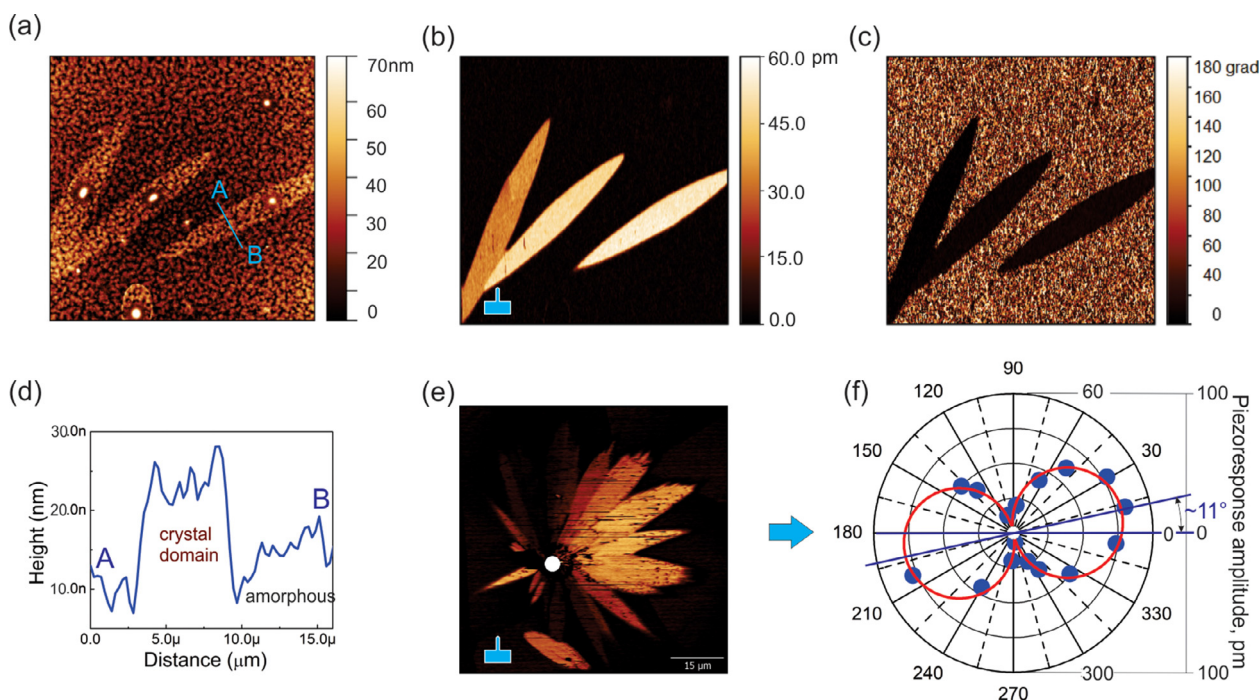 (a)
70nm
60
50
40
30
20
0
A
B
(b)
60.0 pm
45.0
30.0
15.0
0.0
(c)
180 grad
160
140
120
100
80
60
40
20
0
(d)
30.0n
20.0n
10.0n
Height (nm)
A
crystal
domain
B
amorphous
0.0
5.0μ
10.0μ
15.0μ
Distance (μm)
(e)
15 μm
(f)
90
120
60
100
150
30
180
0
0
~11°
210
330
240
300
270
100
Piezoresponse amplitude, pm